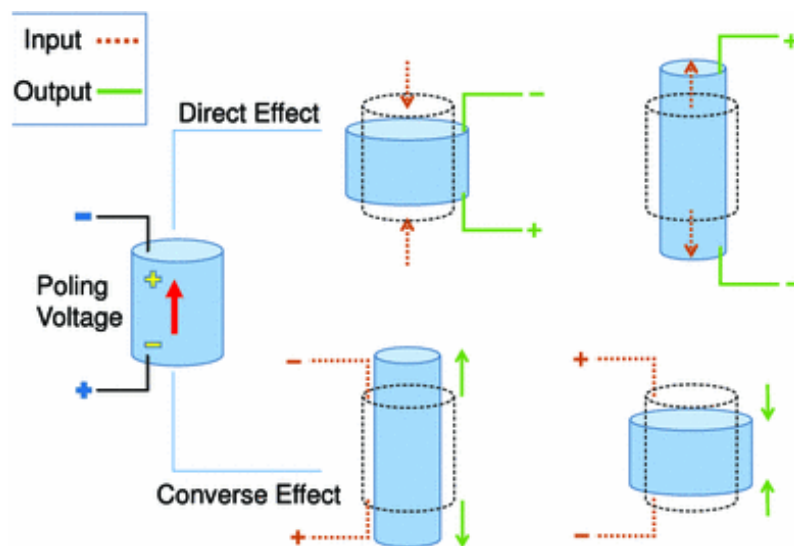 Input
Output
Direct Effect
-
+
+
-
-
+
Poling
Voltage
-
+
Converse Effect
-
+
+
-